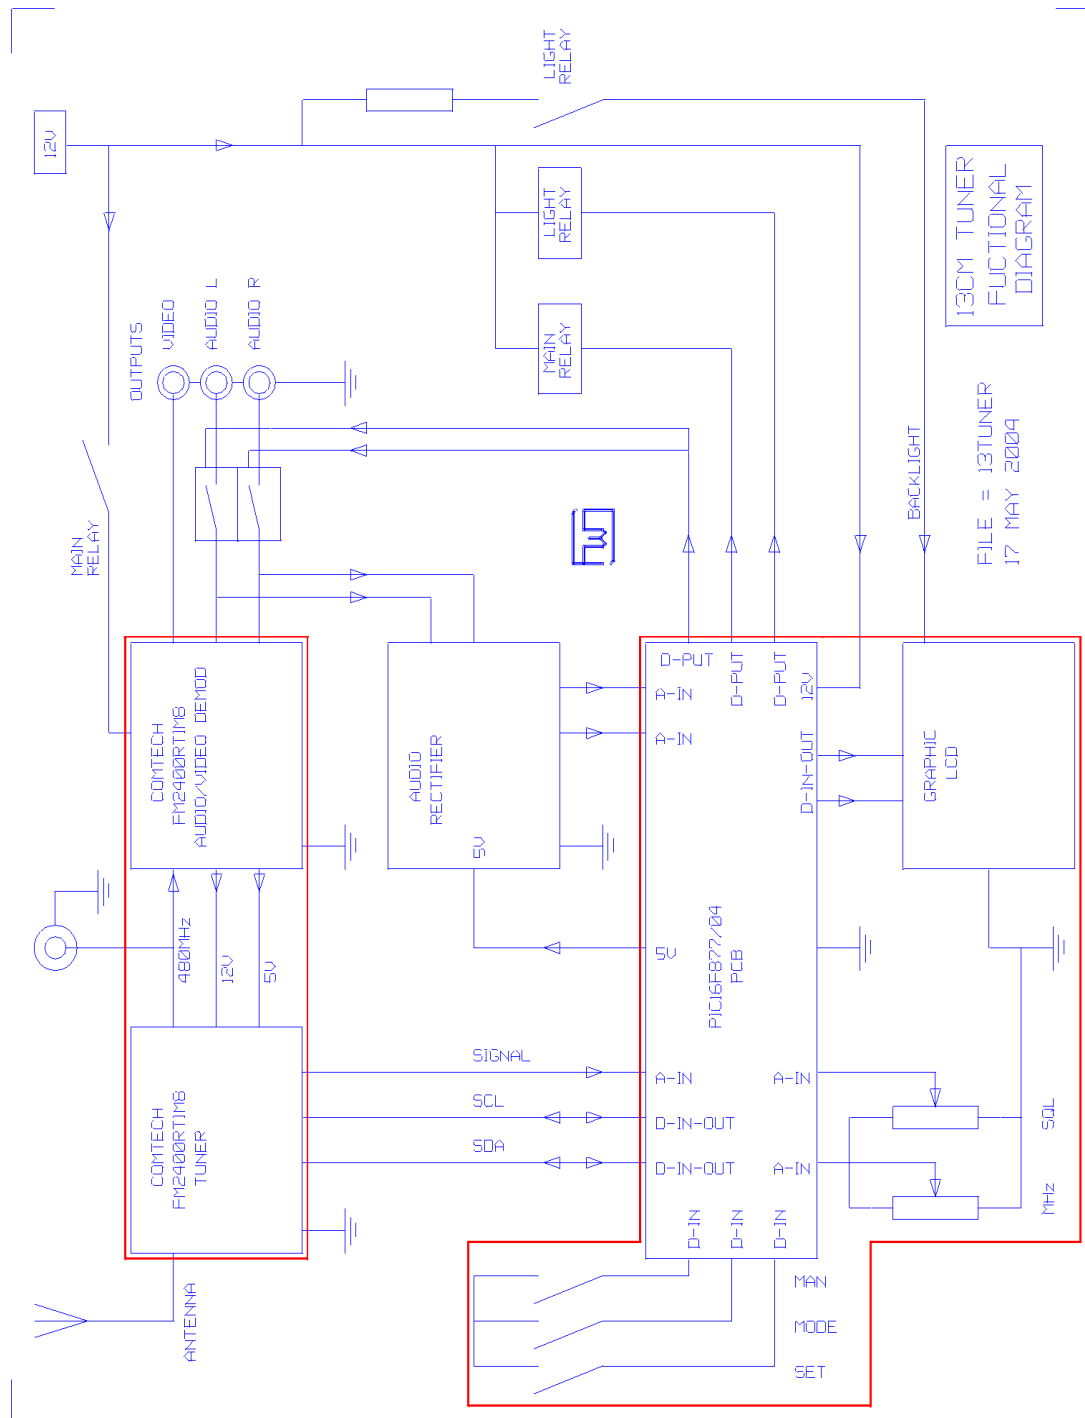 LIGHT
RELAY
12V
LIGHT
RELAY
13CM TUNER
FUCTIONAL
DIAGRAM
OUTPUTS
VIDEO
AUDIO L
AUDIO R
MAIN
RELAY
FILE = 13TUNER
17 MAY 2004
BACKLIGHT
MAIN
RELAY
COMTECH
FM2400RTIM8
AUDIO/VIDEO DEMOD
AUDIO
RECTIFIER
5V
D-PUT
A-IN
A-IN
D-PUT
D-PUT
12V
D-IN-OUT
GRAPHIC
LCD
480MHz
12V
5V
5V
PIC16F877/04
PCB
COMTECH
FM2400RTIM8
TUNER
SIGNAL
SCL
SDA
A-IN
D-IN-OUT
D-IN-OUT
A-IN
A-IN
D-IN
D-IN
D-IN
SQL
MHz
ANTENNA
MAN
MODE
SET